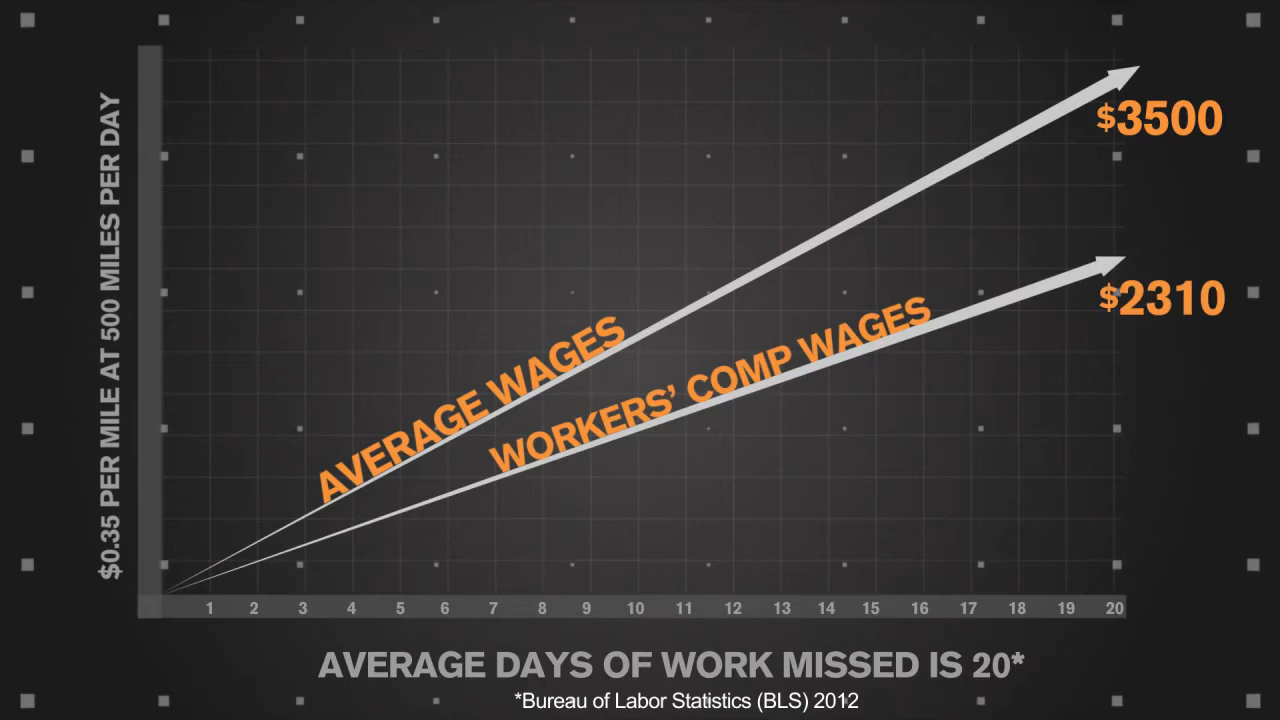 $3500
$0.35 PER MILE AT 500 MILES PER DAY
$2310
AVERAGE WAGES
WORKERS' COMP WAGES
1 2 3 4 5 6 7 8 9 10 11 12 13 14 15 16 17 18 19 20
AVERAGE DAYS OF WORK MISSED IS 20*
*Bureau of Labor Statistics (BLS) 2012